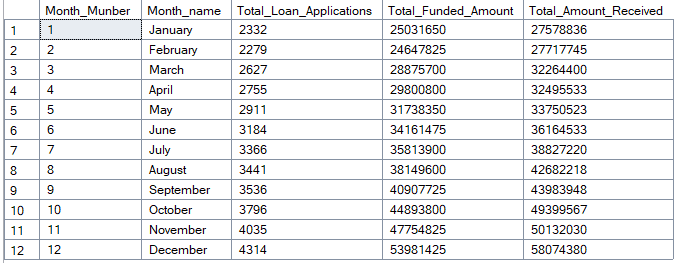 Month_Munber Month_name Total_Loan_Applications Total_Funded_Amount Total_Amount_Received
1 1 January 2332 25031650 27578836
2 2 February 2279 24647825 27717745
3 3 March 2627 28875700 32264400
4 4 April 2755 29800800 32495533
5 5 May 2911 31738350 33750523
6 6 June 3184 34161475 36164533
7 7 July 3366 35813900 38827220
8 8 August 3441 38149600 42682218
9 9 September 3536 40907725 43983948
10 10 October 3796 44893800 49399567
11 11 November 4035 47754825 50132030
12 12 December 4314 53981425 58074380